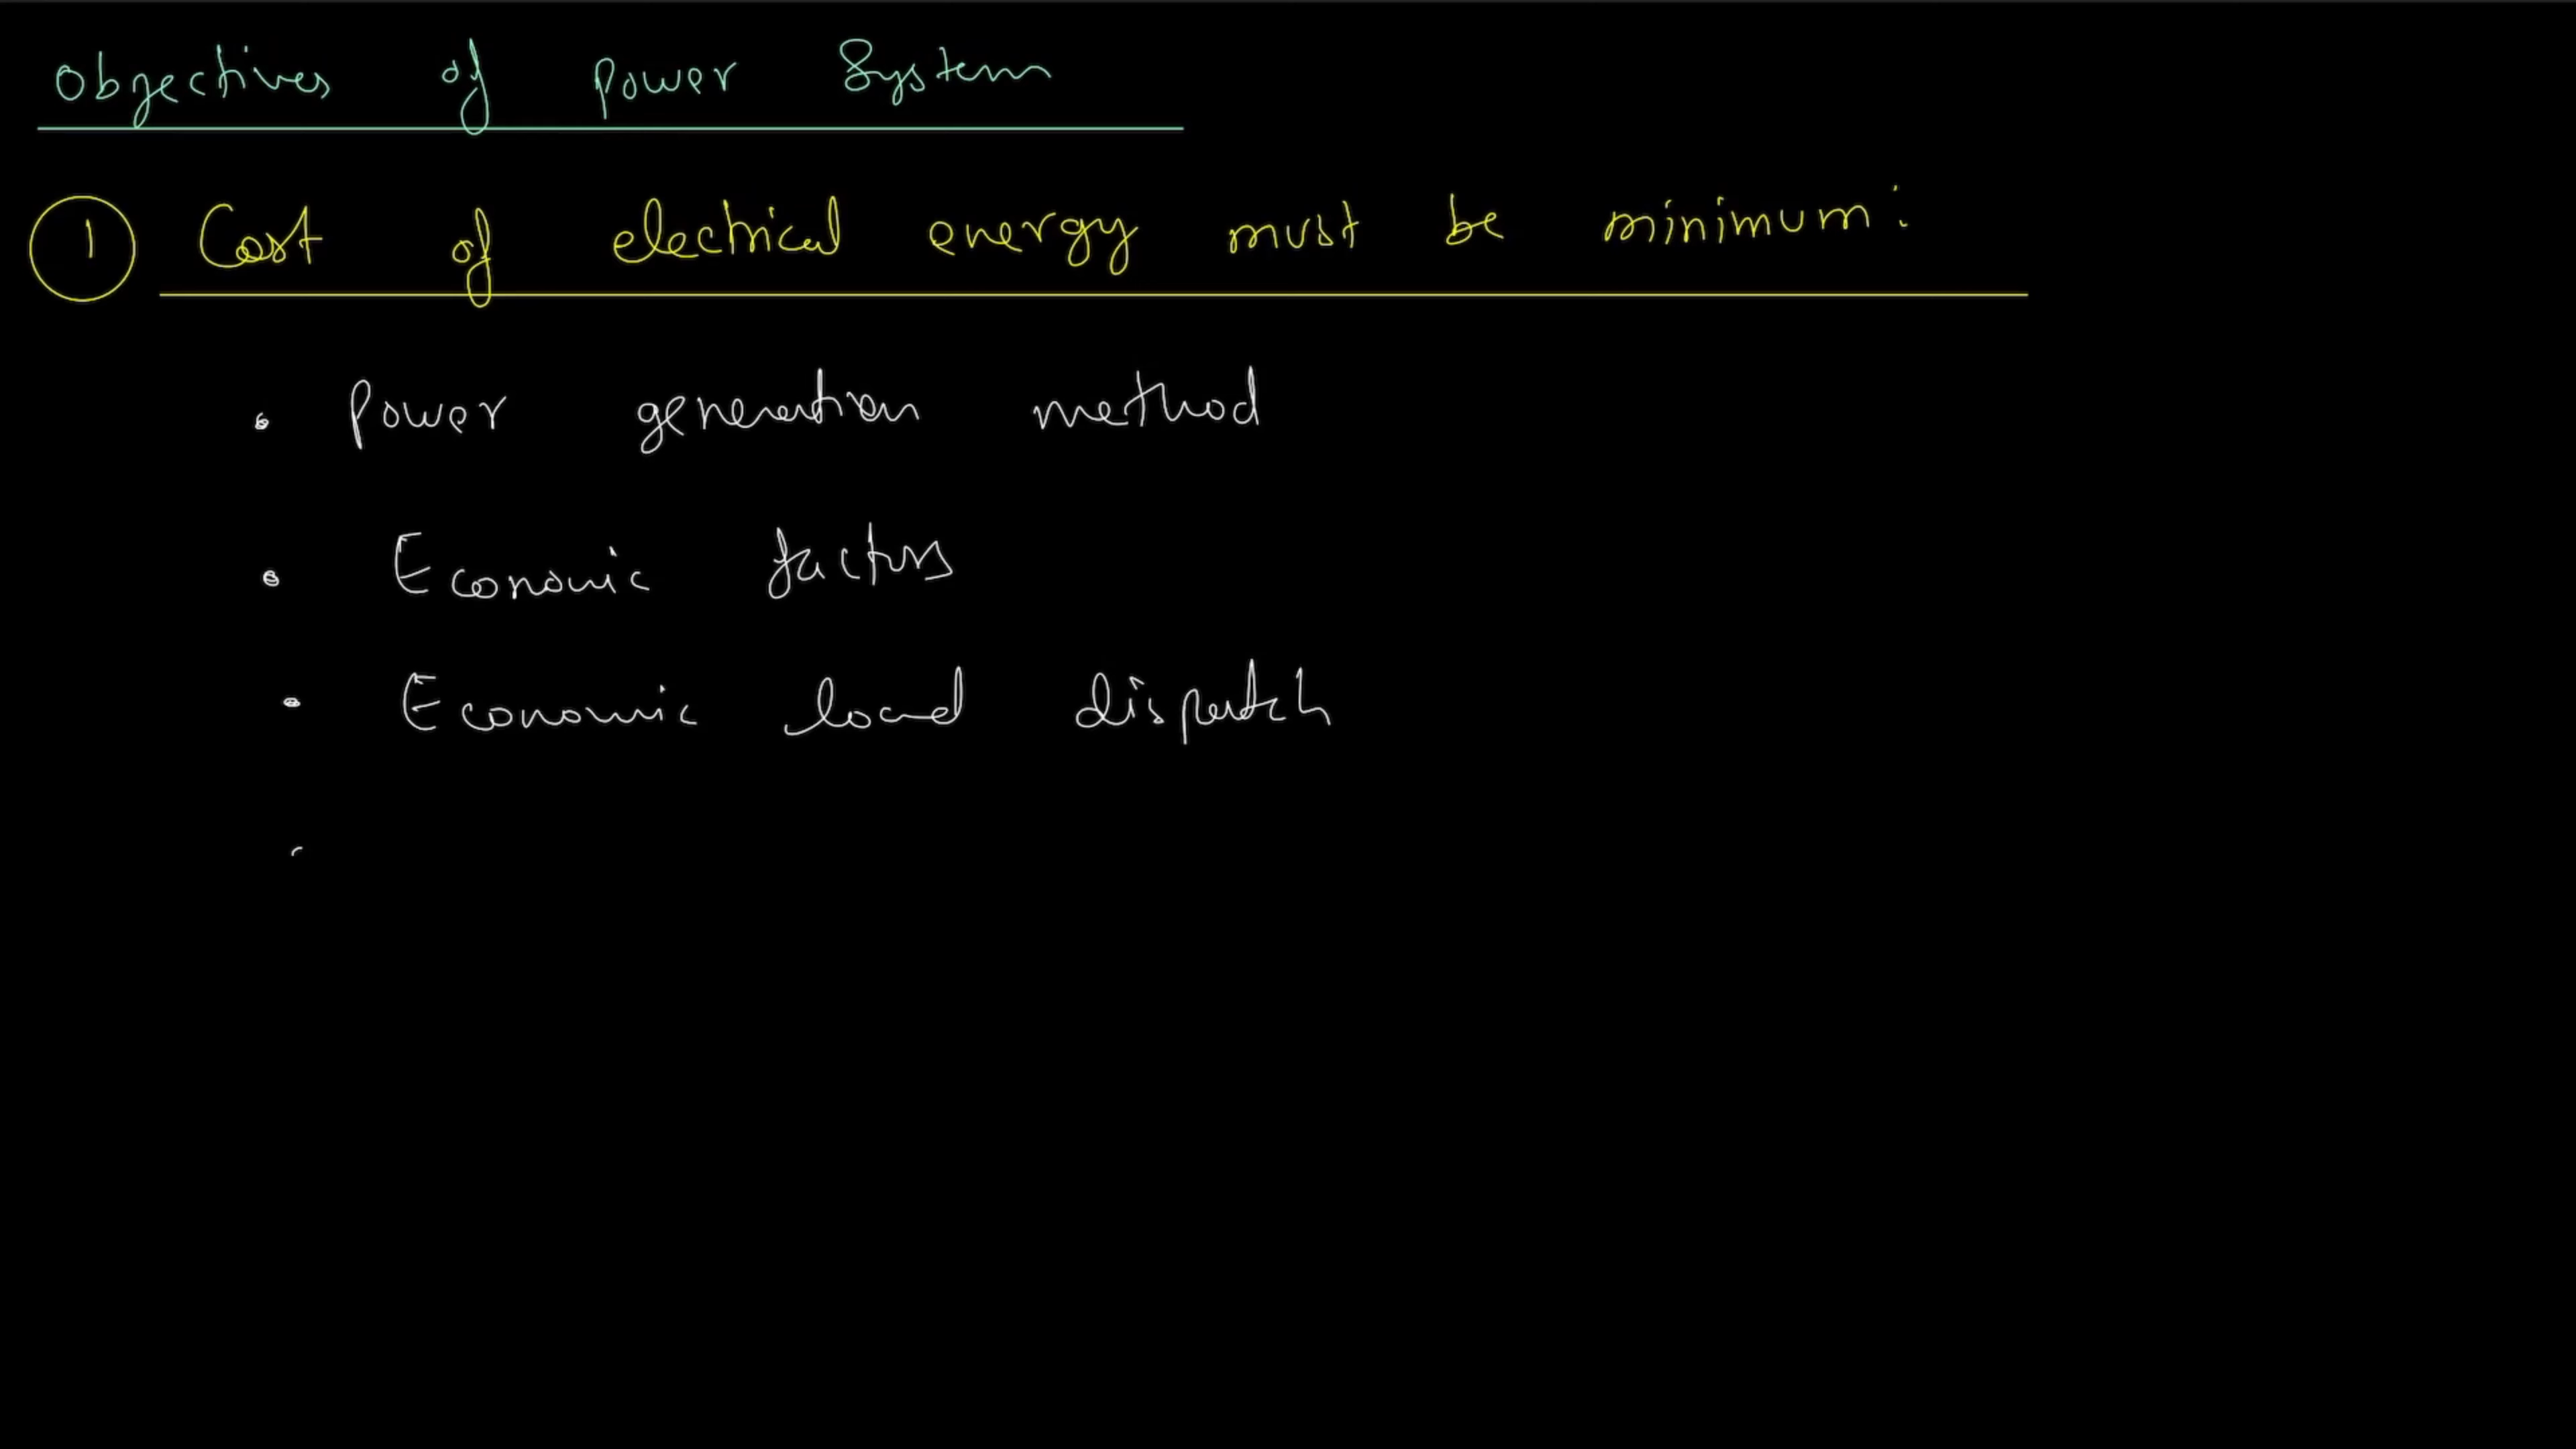 Objectives of Power System
1 Cost of electrical energy must be minimum:
• Power generation method
• Economic factors
• Economic load dispatch